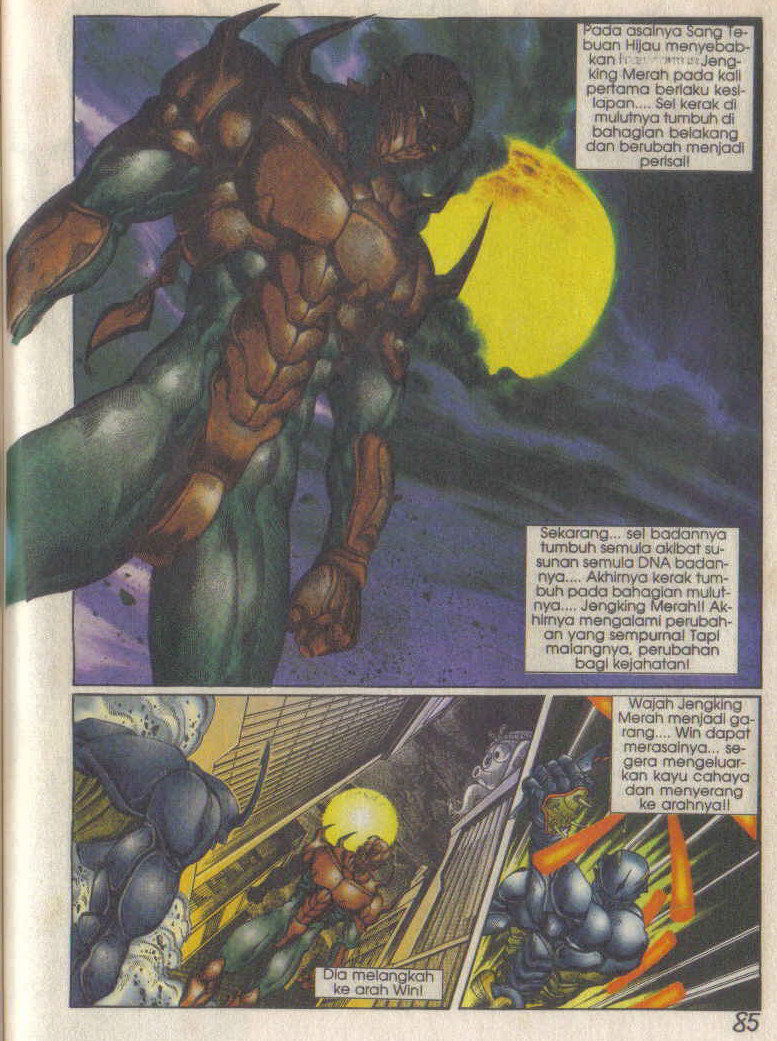 Pada asalnya Sang Te-
buan Hijau menyebab-
kan Jeng-
king Merah pada kali
pertama berlaku kesi-
lapan.... Sel kerak di
mulutnya tumbuh di
bahagian belakang
dan berubah menjadi
perisai!
Sekarang... sel badannya
tumbuh semula akibat su-
sunan semula DNA badan-
nya.... Akhirnya kerak tum-
buh pada bahagian mulut-
nya.... Jengking Merah!! Ak-
hirnya mengalami perubah-
an yang sempurna! Tapi
malangnya, perubahan
bagi kejahatan!
Dia melangkah
ke arah Win!
Wajah Jengking
Merah menjadi ga-
rang.... Win dapat
merasainya... se-
gera mengeluar-
kan kayu cahaya
dan menyerang
ke arahnya!!
85